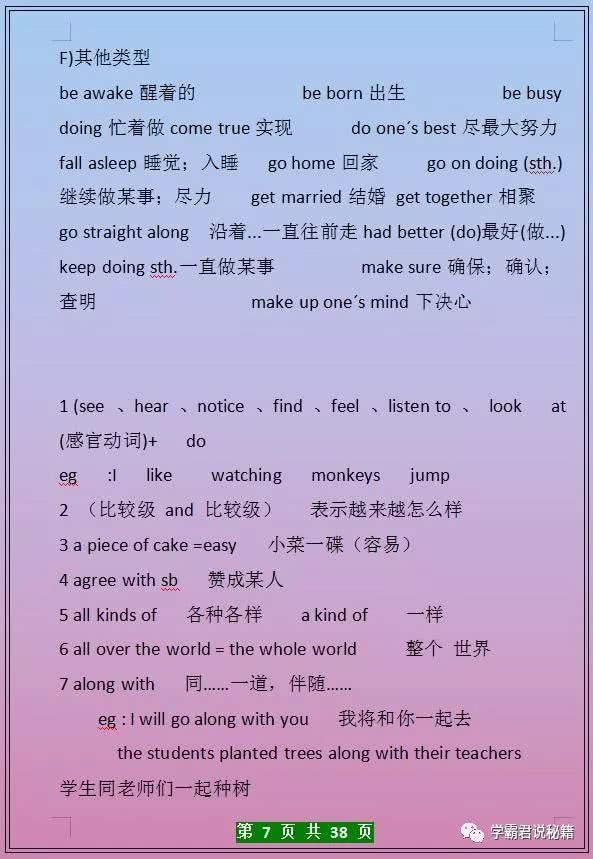 F)其他类型
be awake 醒着的 be born 出生 be busy
doing 忙着做 come true 实现 do one´s best 尽最大努力
fall asleep 睡觉；入睡 go home 回家 go on doing (sth.)
继续做某事；尽力 get married 结婚 get together 相聚
go straight along 沿着...一直往前走 had better (do)最好(做...)
keep doing sth.一直做某事 make sure 确保；确认；
查明 make up one´s mind 下决心
1 (see 、hear 、notice 、find 、feel 、listen to 、 look at
(感官动词)+ do
eg :I like watching monkeys jump
2 （比较级 and 比较级） 表示越来越怎么样
3 a piece of cake =easy 小菜一碟（容易）
4 agree with sb 赞成某人
5 all kinds of 各种各样 a kind of 一样
6 all over the world = the whole world 整个 世界
7 along with 同……一道，伴随……
eg : I will go along with you 我将和你一起去
the students planted trees along with their teachers
学生同老师们一起种树
第 7 页 共 38 页
学霸君说秘籍